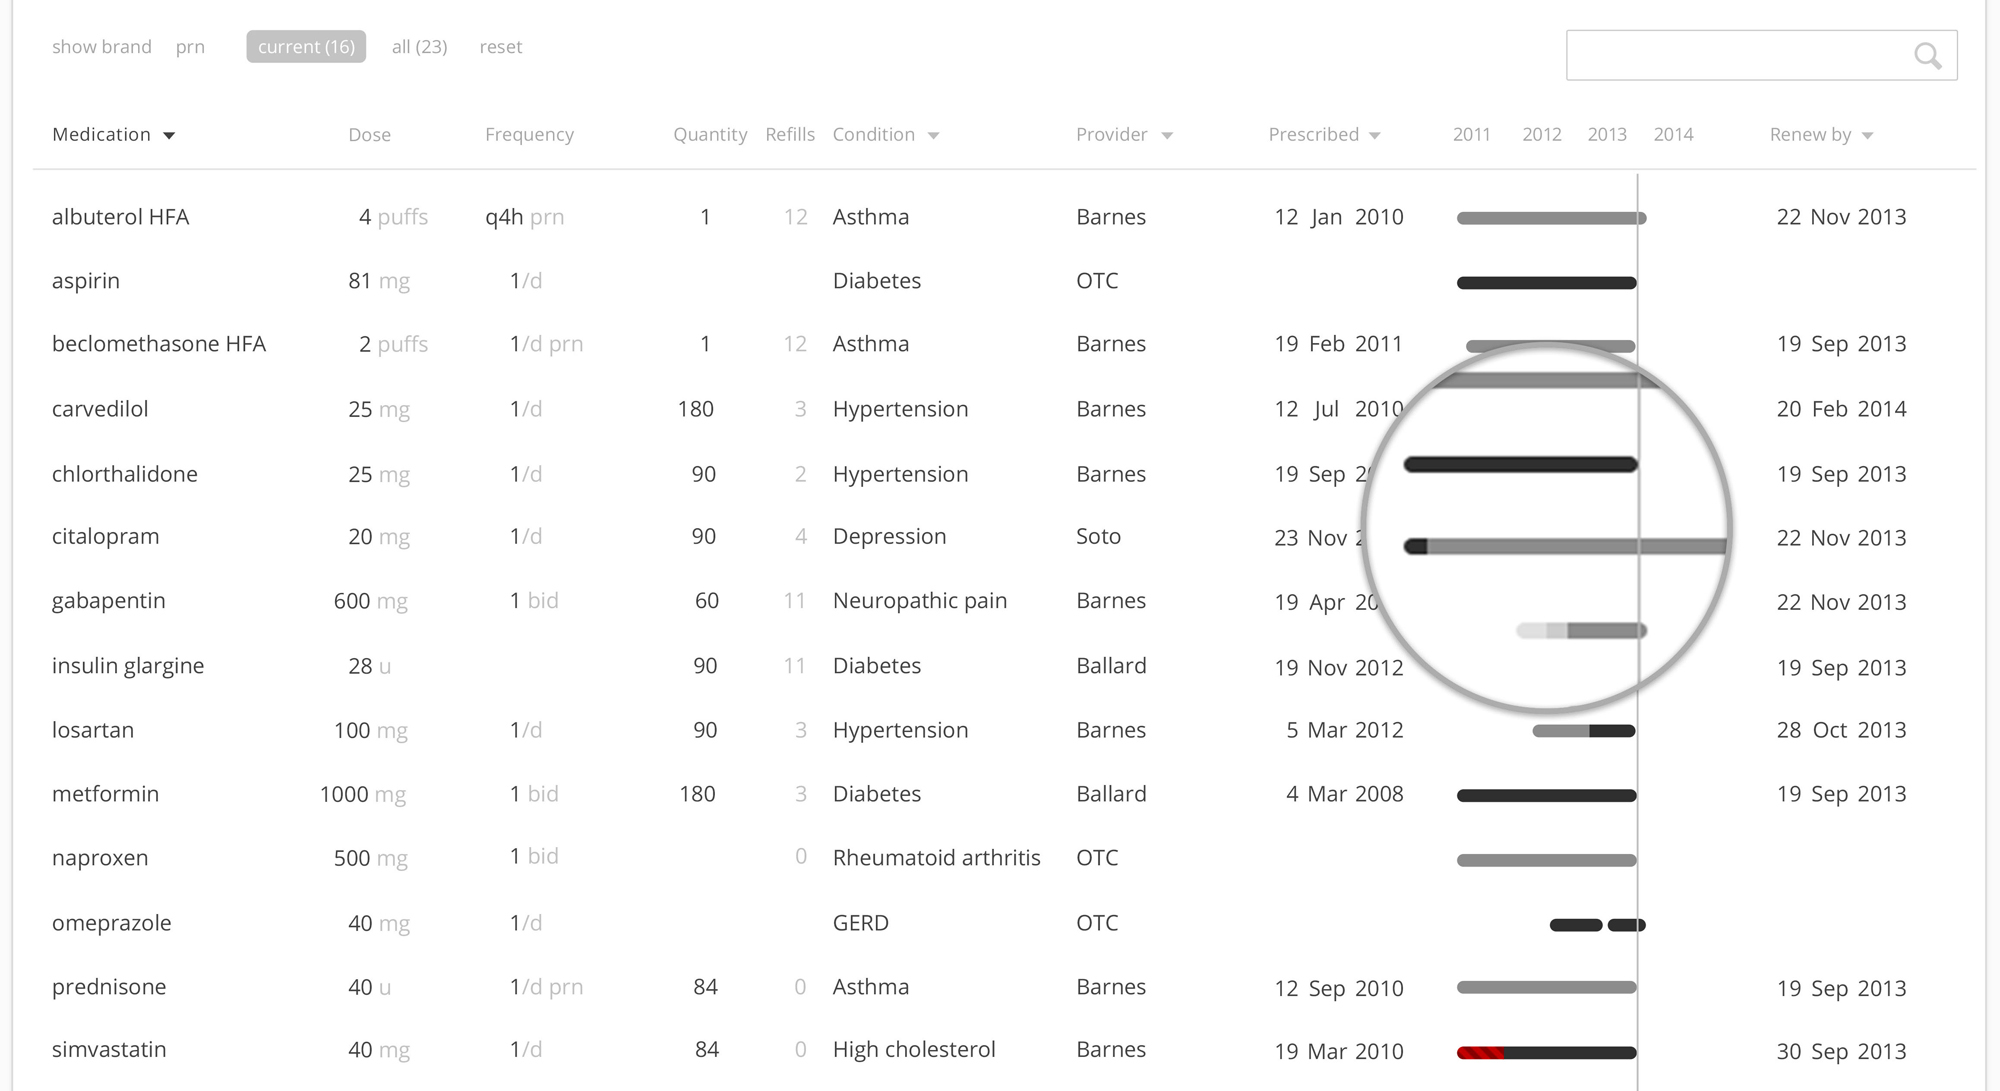 show brand prn current (16) all (23) reset
Medication Dose Frequency Quantity Refills Condition Provider Prescribed 2011 2012 2013 2014 Renew by
albuterol HFA 4 puffs q4h prn 1 12 Asthma Barnes 12 Jan 2010 22 Nov 2013
aspirin 81 mg 1/d Diabetes OTC
beclomethasone HFA 2 puffs 1/d prn 1 12 Asthma Barnes 19 Feb 2011 19 Sep 2013
carvedilol 25 mg 1/d 180 3 Hypertension Barnes 12 Jul 2010 20 Feb 2014
chlorthalidone 25 mg 1/d 90 2 Hypertension Barnes 19 Sep 19 Sep 2013
citalopram 20 mg 1/d 90 4 Depression Soto 23 Nov 22 Nov 2013
gabapentin 600 mg 1 bid 60 11 Neuropathic pain Barnes 19 Apr 22 Nov 2013
insulin glargine 28 u 90 11 Diabetes Ballard 19 Nov 2012 19 Sep 2013
losartan 100 mg 1/d 90 3 Hypertension Barnes 5 Mar 2012 28 Oct 2013
metformin 1000 mg 1 bid 180 3 Diabetes Ballard 4 Mar 2008 19 Sep 2013
naproxen 500 mg 1 bid 0 Rheumatoid arthritis OTC
omeprazole 40 mg 1/d GERD OTC
prednisone 40 u 1/d prn 84 0 Asthma Barnes 12 Sep 2010 19 Sep 2013
simvastatin 40 mg 1/d 84 0 High cholesterol Barnes 19 Mar 2010 30 Sep 2013